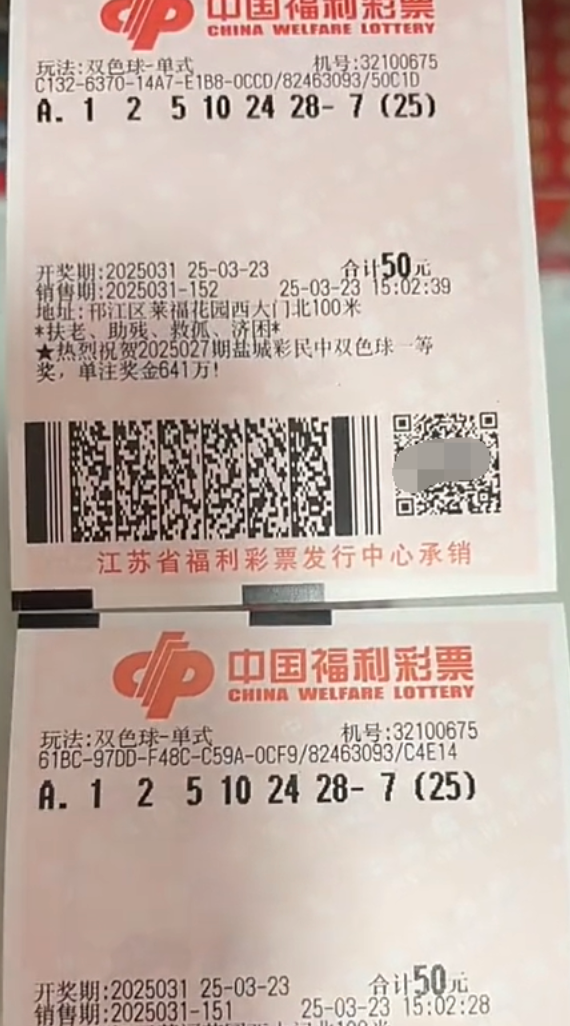 中国福利彩票
CHINA WELFARE LOTTERY
玩法:双色球-单式 机号:32100675
C132-6370-14A7-E1B8-0CCD/82463093/50C1D
A. 1 2 5 10 24 28- 7 (25)
开奖期:2025031 25-03-23 合计50元
销售期:2025031-152 25-03-23 15:02:39
地址:邗江区莱福花园西大门北100米
*扶老、助残、救孤、济困*
★热烈祝贺2025027期盐城彩民中双色球一等
奖，单注奖金641万!
江苏省福利彩票发行中心承销
中国福利彩票
CHINA WELFARE LOTTERY
玩法:双色球-单式 机号:32100675
61BC-97DD-F48C-C59A-0CF9/82463093/C4E14
A. 1 2 5 10 24 28- 7 (25)
开奖期:2025031 25-03-23 合计50元
销售期:2025031-151 25-03-23 15:02:28